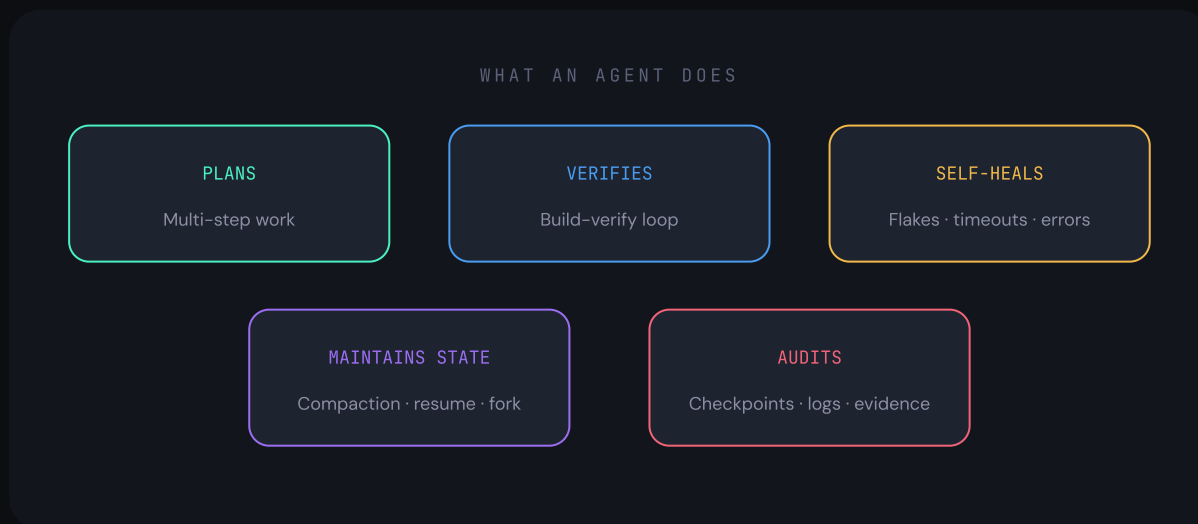 WHAT AN AGENT DOES
PLANS
Multi-step work
VERIFIES
Build-verify loop
SELF-HEALS
Flakes · timeouts · errors
MAINTAINS STATE
Compaction · resume · fork
AUDITS
Checkpoints · logs · evidence